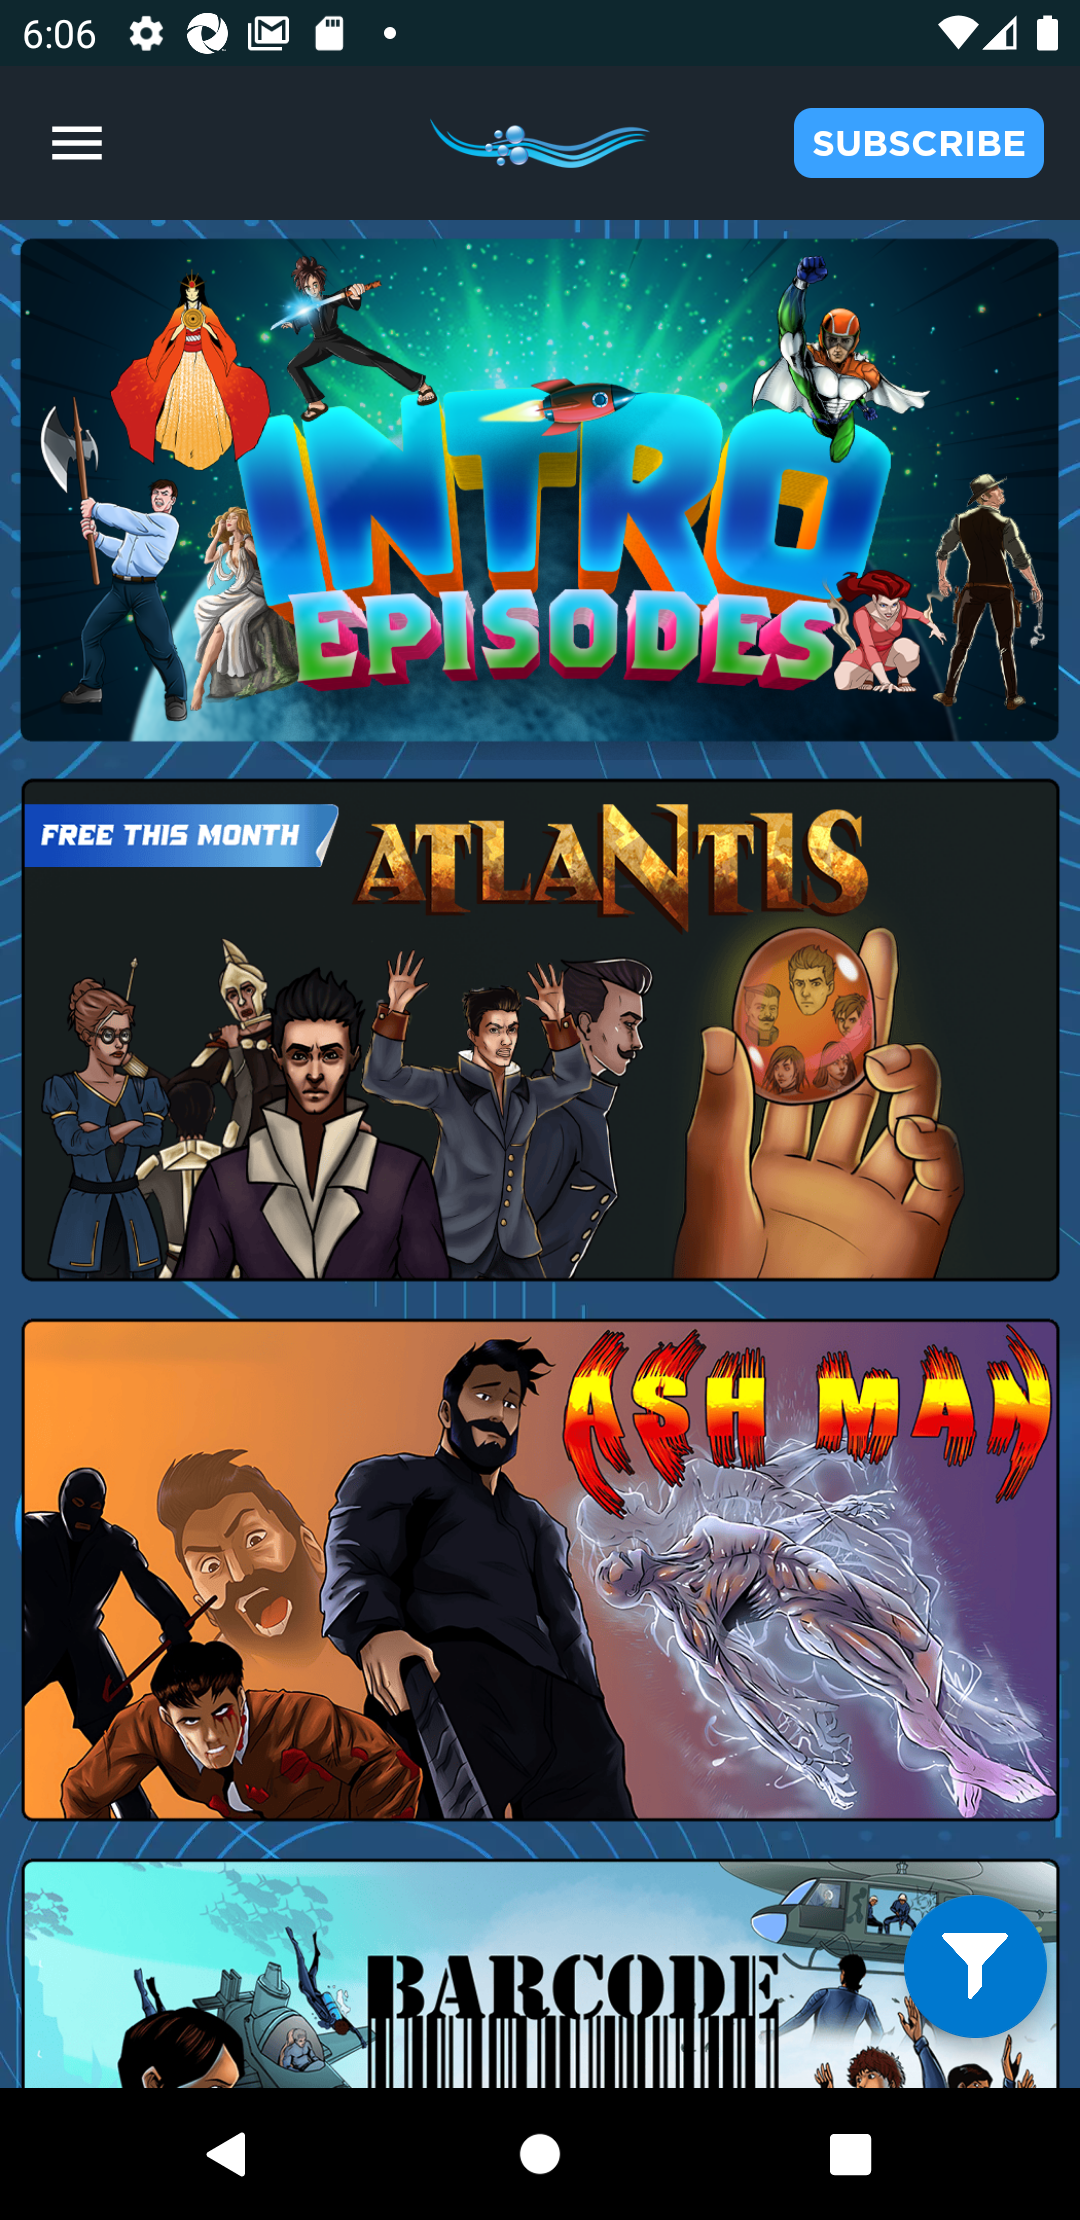 6:06
SUBSCRIBE
INTRO
EPISODES
FREE THIS MONTH
ATLANTIS
ASH MAN
BARCODE